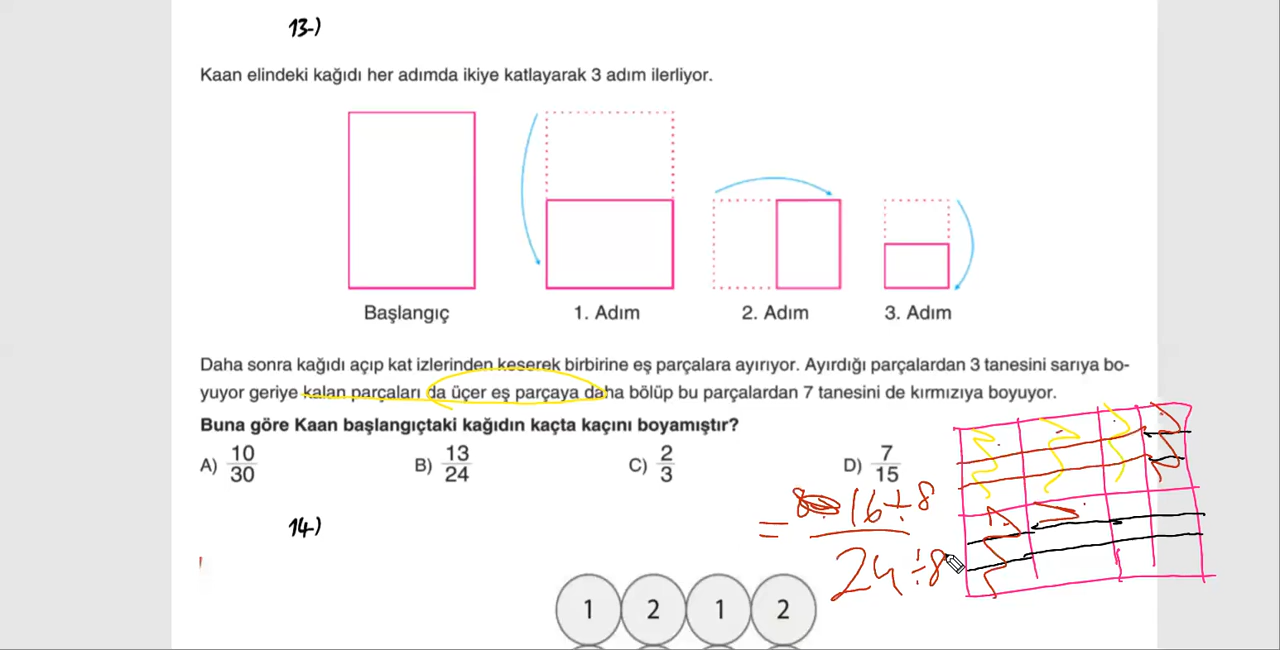 13-)
Kaan elindeki kağıdı her adımda ikiye katlayarak 3 adım ilerliyor.
Başlangıç 1. Adım 2. Adım 3. Adım
Daha sonra kağıdı açıp kat izlerinden keserek birbirine eş parçalara ayırıyor. Ayırdığı parçalardan 3 tanesini sarıya bo-
yuyor geriye kalan parçaları da üçer eş parçaya daha bölüp bu parçalardan 7 tanesini de kırmızıya boyuyor.
Buna göre Kaan başlangıçtaki kağıdın kaçta kaçını boyamıştır?
A) 10/30 B) 13/24 C) 2/3 D) 7/15
= 16÷8
24÷8
14-)
1 2 1 2